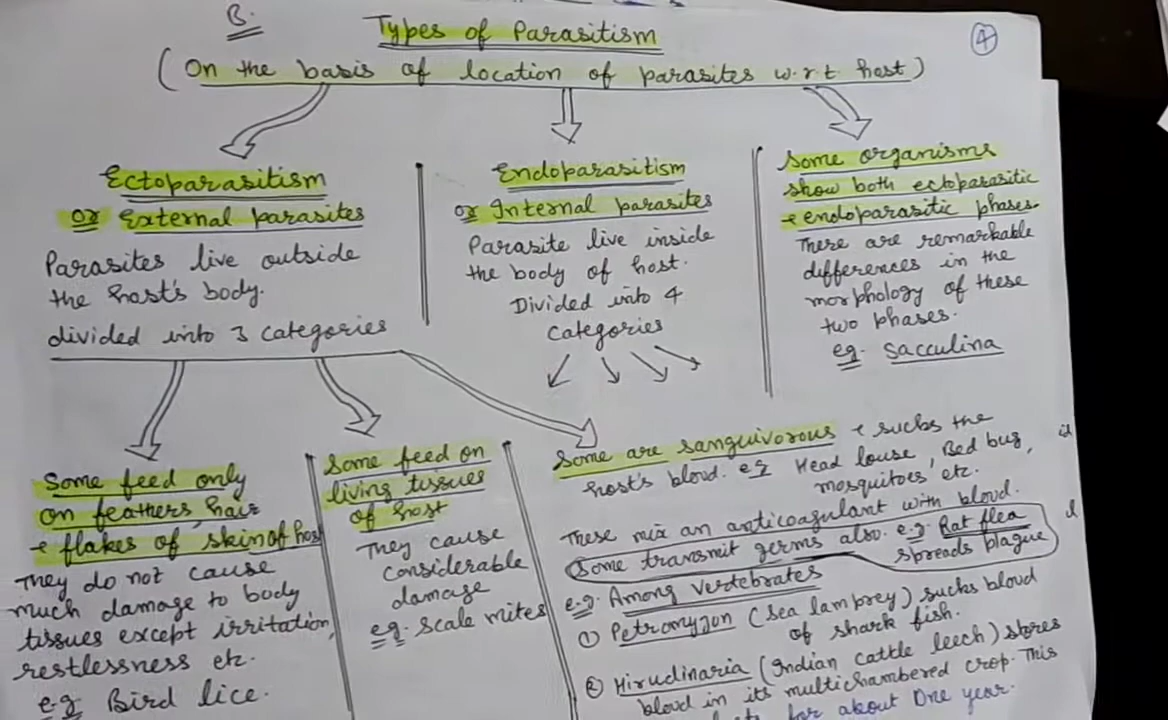 B.
Types of Parasitism
4
(On the basis of location of parasites w.r.t host)
Ectoparasitism
or External parasites
Parasites live outside
the host's body.
divided into 3 categories
Endoparasitism
or Internal parasites
Parasite live inside
the body of host.
Divided into 4
categories
Some organisms
show both ectoparasitic
& endoparasitic phases.
There are remarkable
differences in the
morphology of these
two phases.
eg. Sacculina
Some feed only
on feathers, hair
& flakes of skin of host
They do not cause
much damage to body
tissues except irritation,
restlessness etc.
e.g. Bird lice.
Some feed on
living tissues
of host
They cause
considerable
damage
eg. Scale mites
Some are sanguivorous & sucks the
host's blood. eg Head louse, Bed bug,
mosquitoes etc.
These mix an anticoagulant with blood.
Some transmit germs also. e.g. Rat flea
spreads plague
e.g. Among vertebrates
① Petromyzon (sea lamprey) sucks blood
of shark fish.
② Hirudinaria (Indian cattle leech) stores
blood in its multichambered crop. This
for about One year.